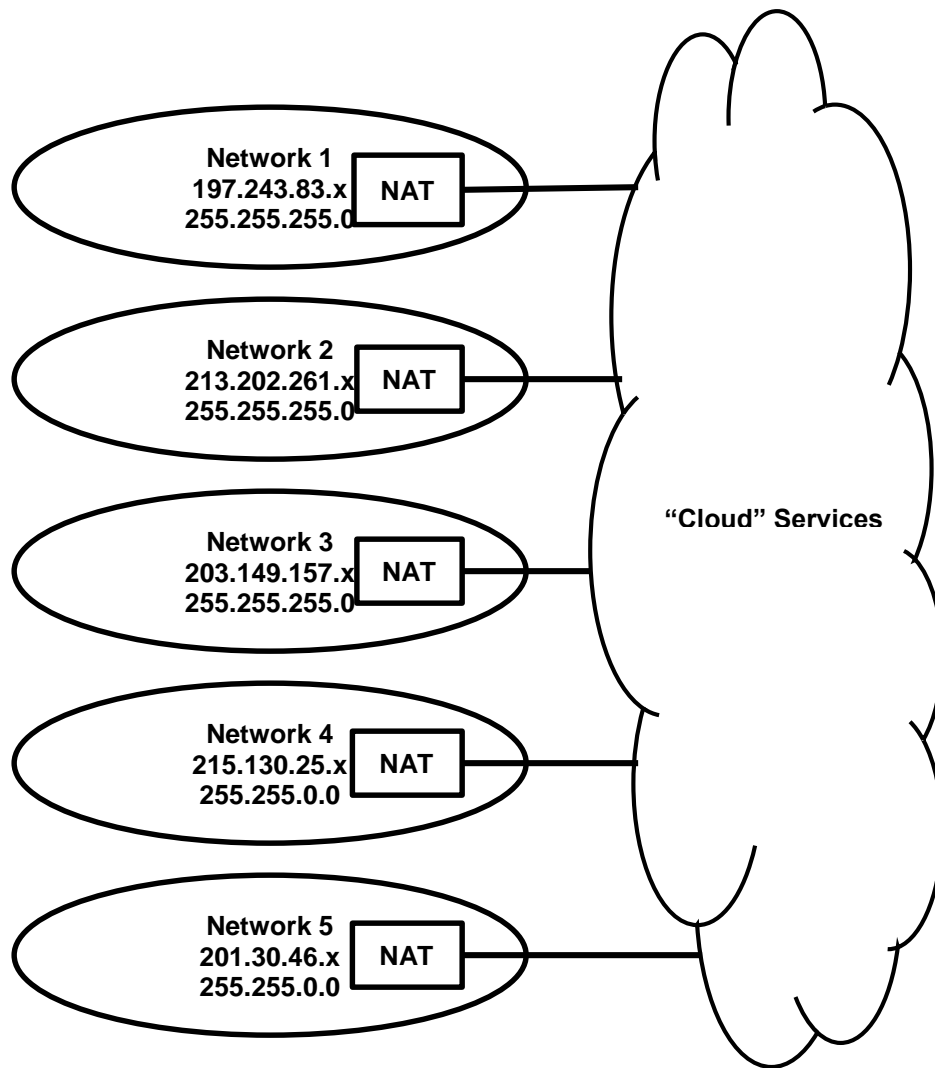 Network 1
197.243.83.x
255.255.255.0
NAT
Network 2
213.202.261.x
255.255.255.0
NAT
Network 3
203.149.157.x
255.255.255.0
NAT
Network 4
215.130.25.x
255.255.0.0
NAT
Network 5
201.30.46.x
255.255.0.0
NAT
“Cloud” Services